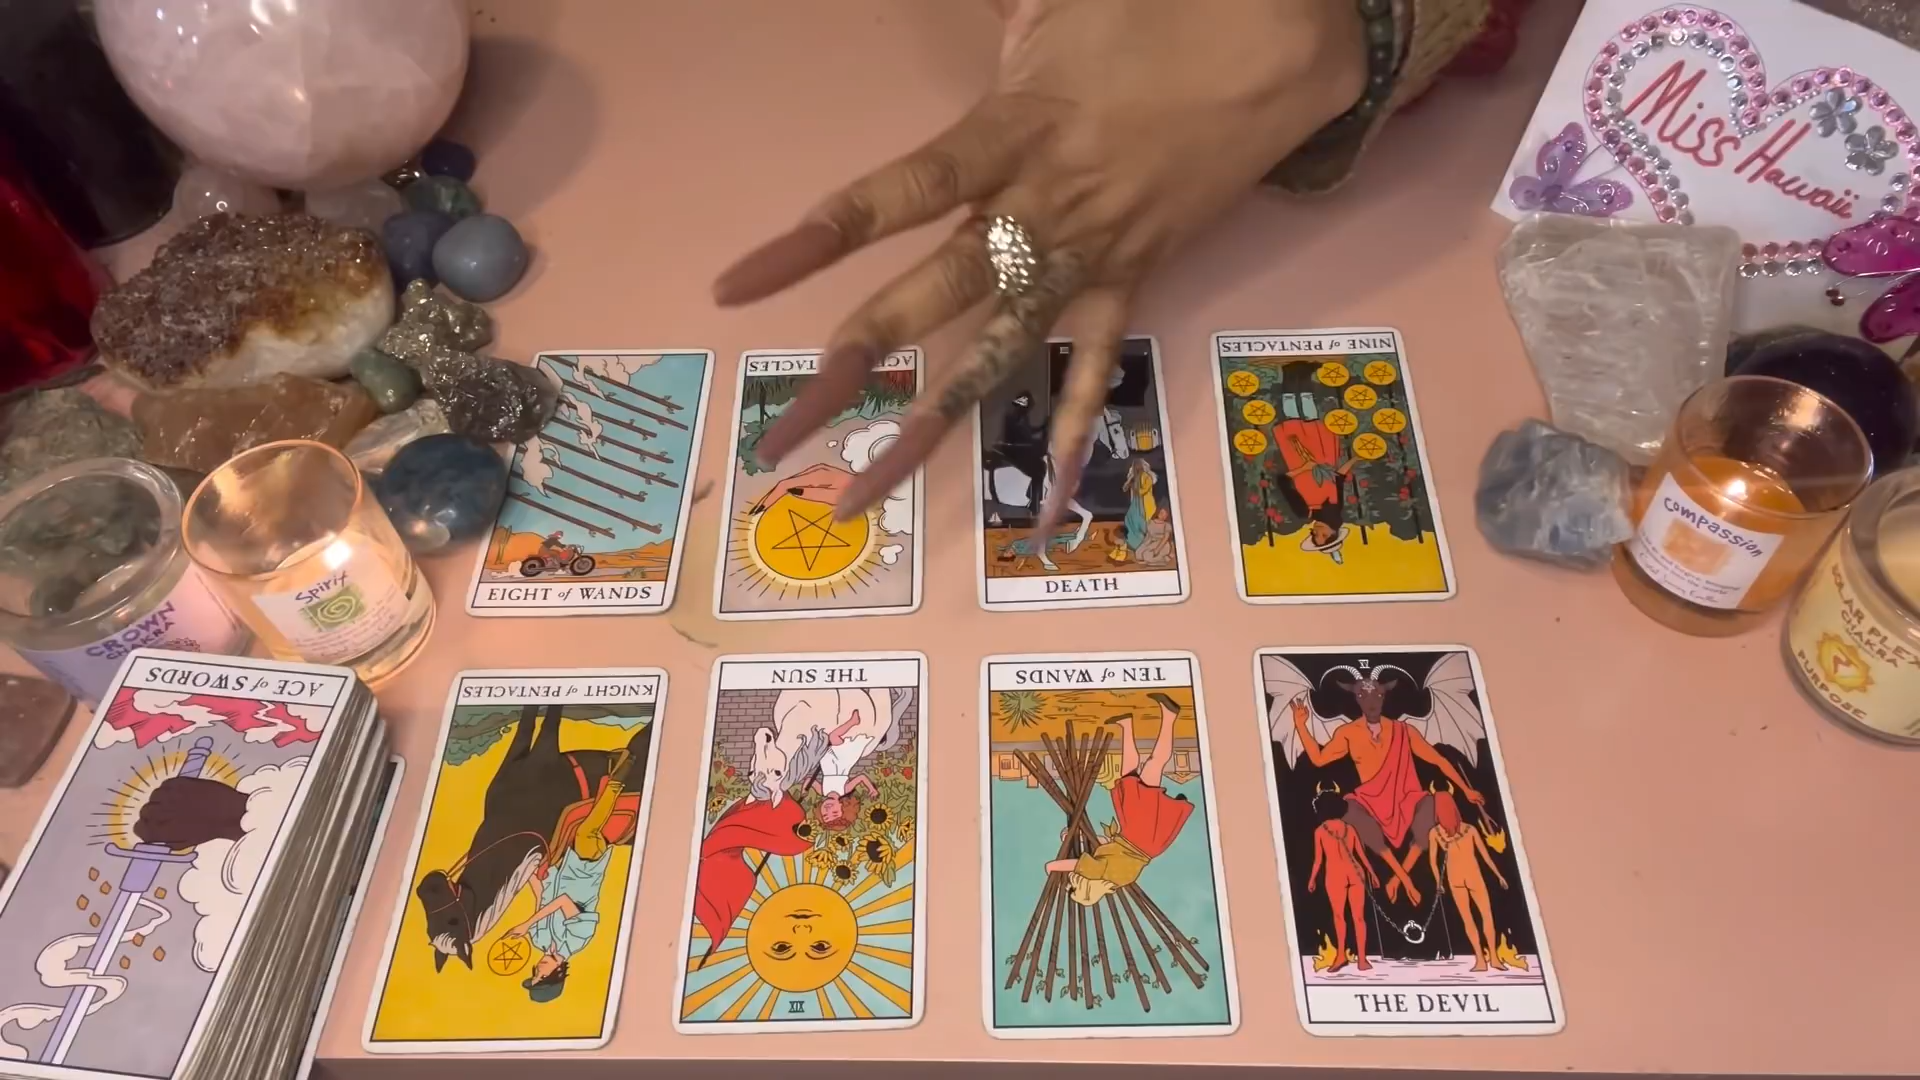 Miss Hawaii
NINE of PENTACLES
EIGHT of WANDS
DEATH
Spirit
Compassion
CROWN
CHAKRA
SOLAR
CHAKRA
PURPOSE
ACE of SWORDS
KNIGHT of PENTACLES
THE SUN
XIX
TEN of WANDS
THE DEVIL